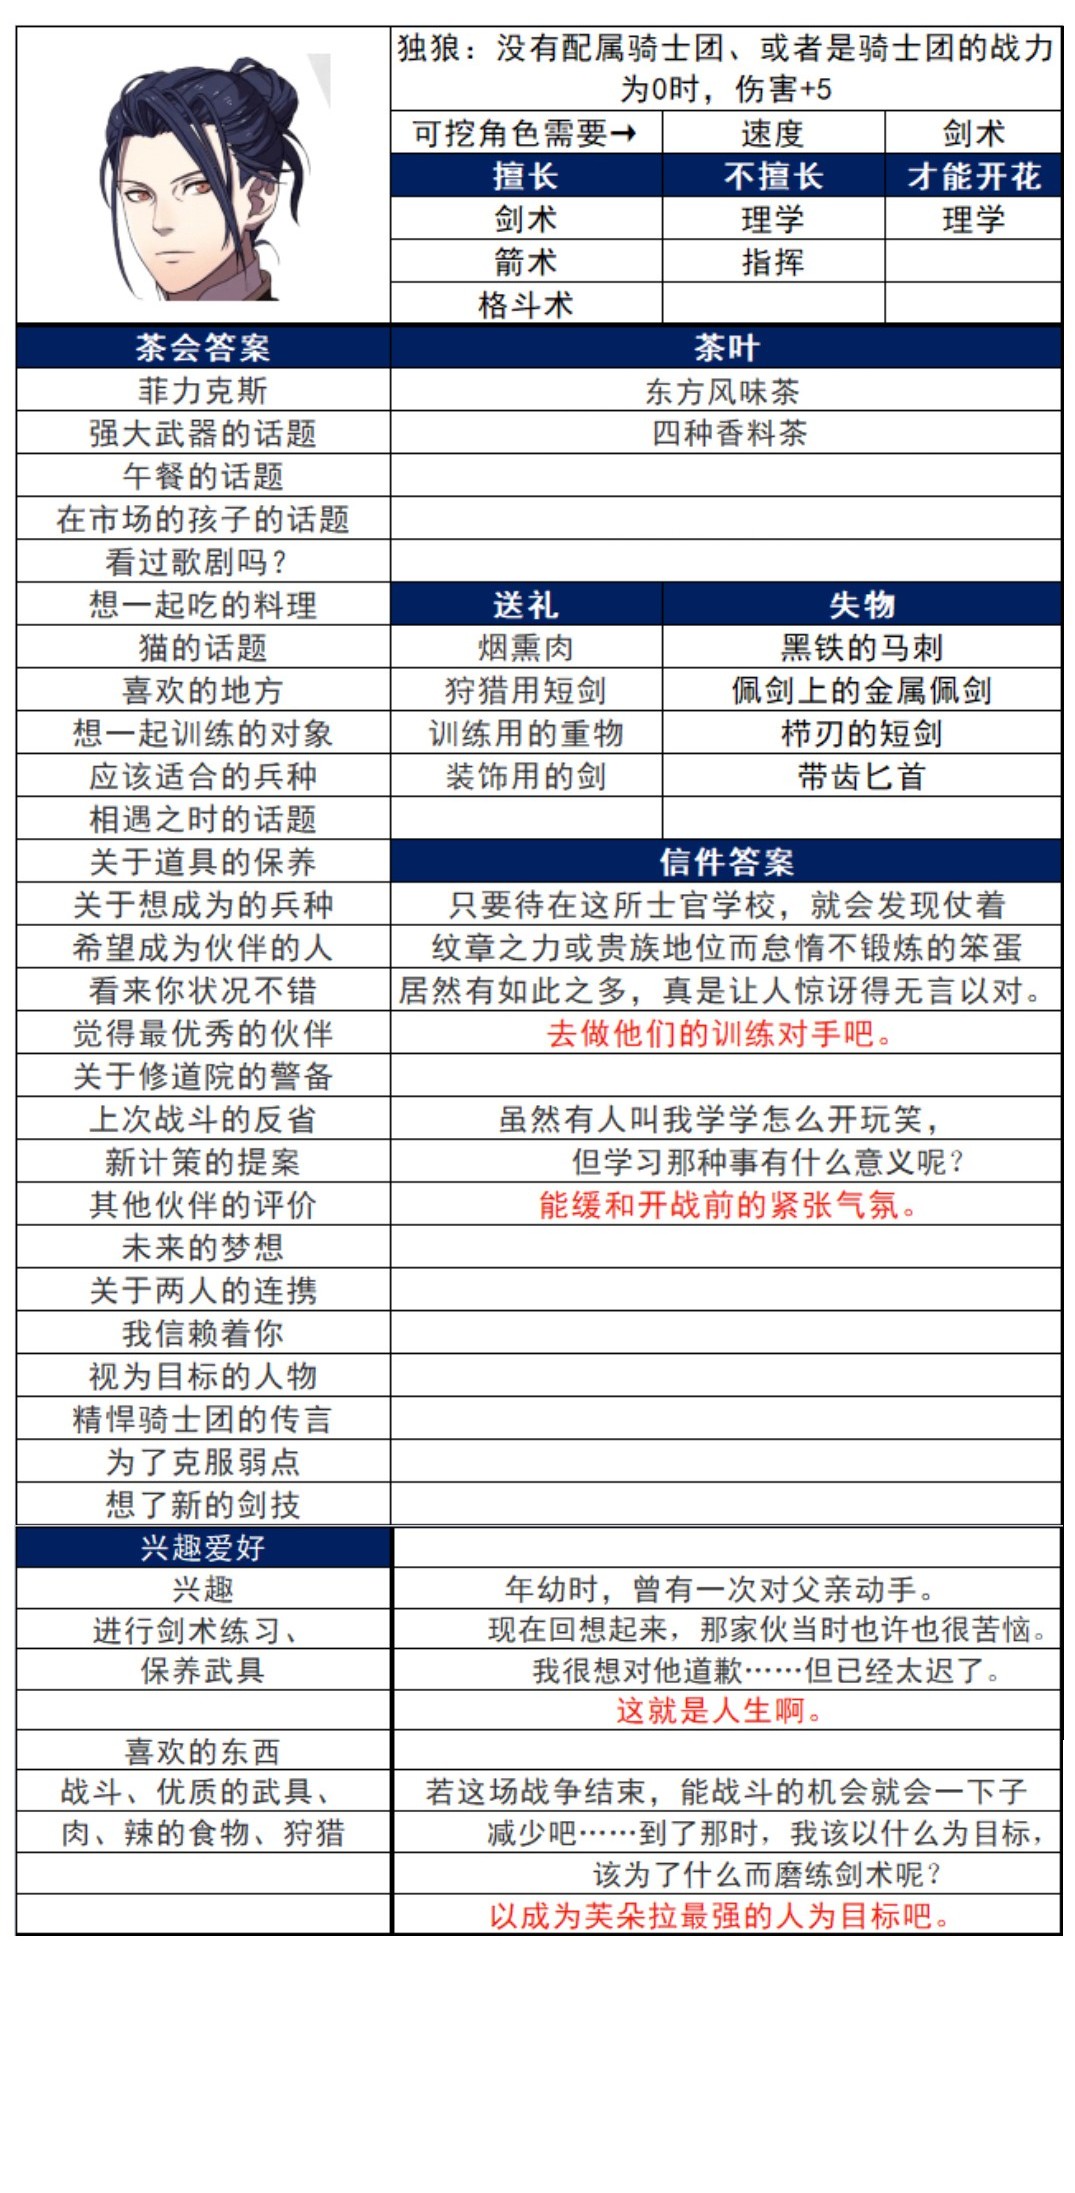 独狼：没有配属骑士团、或者是骑士团的战力
为0时，伤害+5
可挖角色需要→ 速度 剑术
擅长 不擅长 才能开花
剑术 理学 理学
箭术 指挥
格斗术
茶会答案 茶叶
菲力克斯 东方风味茶
强大武器的话题 四种香料茶
午餐的话题
在市场的孩子的话题
看过歌剧吗？
想一起吃的料理 送礼 失物
猫的话题 烟熏肉 黑铁的马刺
喜欢的地方 狩猎用短剑 佩剑上的金属佩剑
想一起训练的对象 训练用的重物 栉刃的短剑
应该适合的兵种 装饰用的剑 带齿匕首
相遇之时的话题
关于道具的保养 信件答案
关于想成为的兵种 只要待在这所士官学校，就会发现仗着
希望成为伙伴的人 纹章之力或贵族地位而怠惰不锻炼的笨蛋
看来你状况不错 居然有如此之多，真是让人惊讶得无言以对。
觉得最优秀的伙伴 去做他们的训练对手吧。
关于修道院的警备
上次战斗的反省 虽然有人叫我学学怎么开玩笑，
新计策的提案 但学习那种事有什么意义呢？
其他伙伴的评价 能缓和开战前的紧张气氛。
未来的梦想
关于两人的连携
我信赖着你
视为目标的人物
精悍骑士团的传言
为了克服弱点
想了新的剑技
兴趣爱好
兴趣 年幼时，曾有一次对父亲动手。
进行剑术练习、 现在回想起来，那家伙当时也许也很苦恼。
保养武具 我很想对他道歉……但已经太迟了。
这就是人生啊。
喜欢的东西
战斗、优质的武具、 若这场战争结束，能战斗的机会就会一下子
肉、辣的食物、狩猎 减少吧……到了那时，我该以什么为目标，
该为了什么而磨练剑术呢？
以成为芙朵拉最强的人为目标吧。